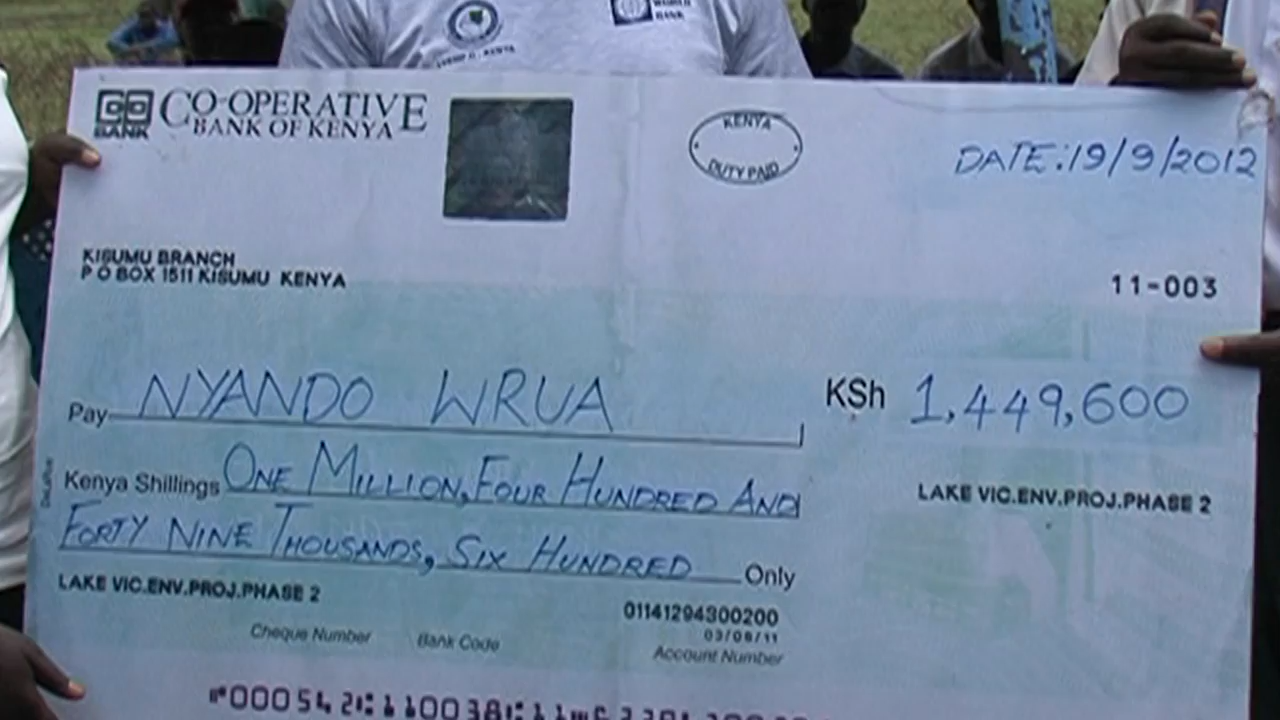 WORLD
BANK
CO-OPERATIVE
BANK
BANK OF KENYA
KENYA
DUTY PAID
DATE: 19/9/2012
KISUMU BRANCH
P O BOX 1511 KISUMU KENYA
11-003
Pay NYANDO WRUA
KSh 1,449,600
Kenya Shillings ONE MILLION, FOUR HUNDRED AND
FORTY NINE THOUSANDS, SIX HUNDRED Only
LAKE VIC.ENV.PROJ.PHASE 2
LAKE VIC.ENV.PROJ.PHASE 2
01141294300200
03/08/11
Cheque Number Bank Code Account Number